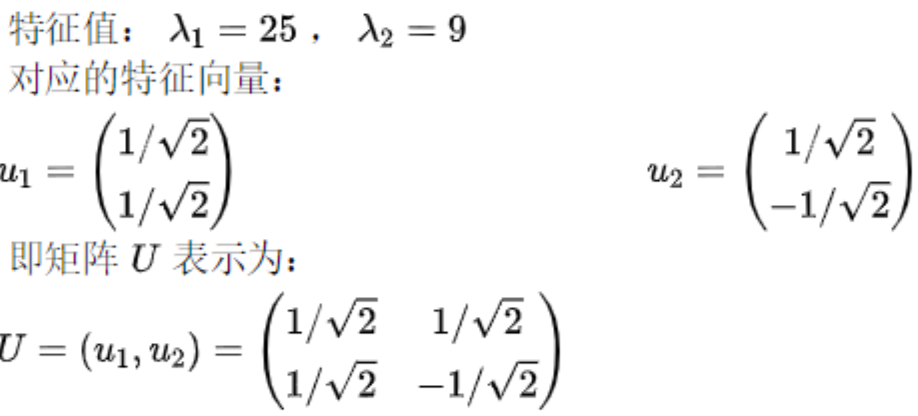 特征值： λ₁ = 25 ， λ₂ = 9
对应的特征向量：
u₁ = (1/√2 1/√2) u₂ = (1/√2 -1/√2)
即矩阵 U 表示为：
U = (u₁, u₂) = (1/√2 1/√2 1/√2 -1/√2)